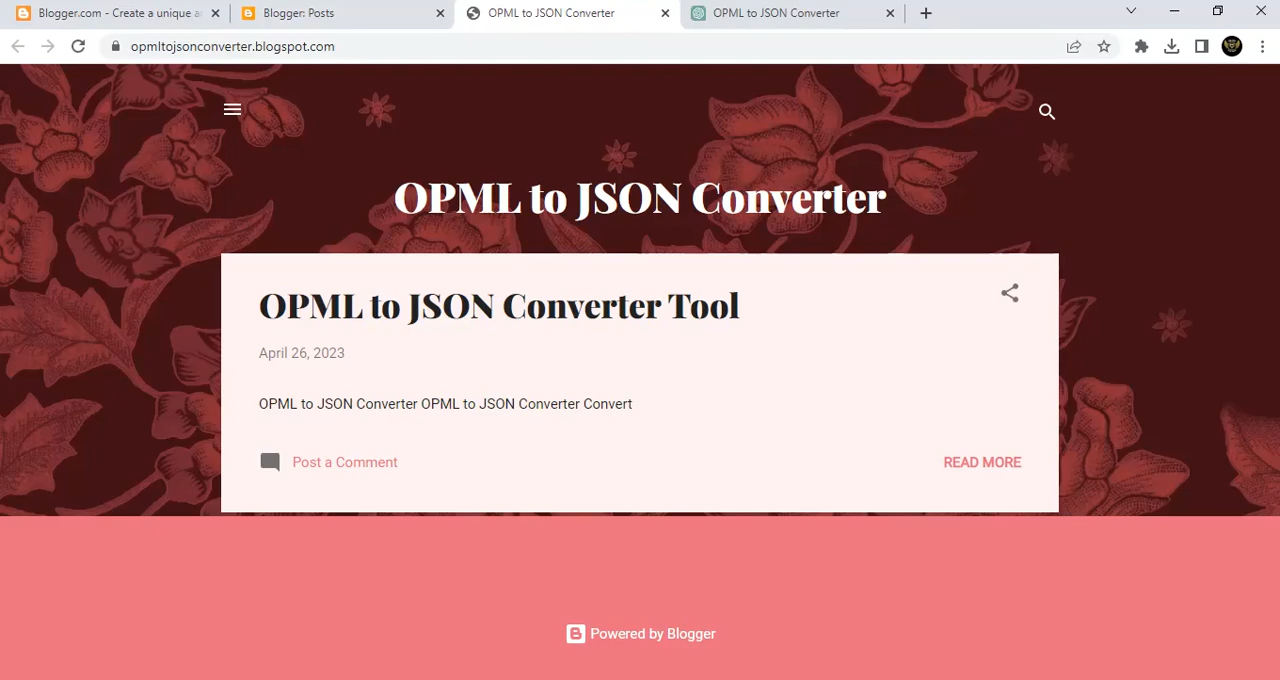 Blogger.com - Create a unique a
Blogger: Posts
OPML to JSON Converter
OPML to JSON Converter
opmltojsonconverter.blogspot.com
OPML to JSON Converter
OPML to JSON Converter Tool
April 26, 2023
OPML to JSON Converter OPML to JSON Converter Convert
Post a Comment
READ MORE
Powered by Blogger